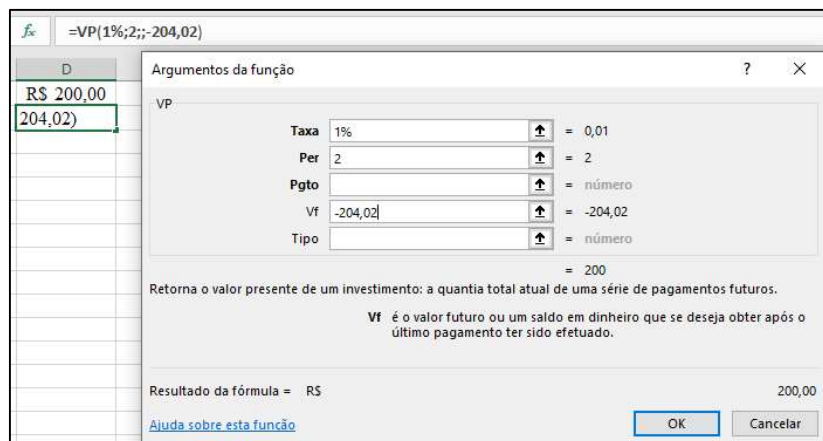 fx =VP(1%;2;;-204,02)
D
R$ 200,00
204,02)
Argumentos da função ? ×
VP
Taxa 1% = 0,01
Per 2 = 2
Pgto = número
Vf -204,02 = -204,02
Tipo = número
= 200
Retorna o valor presente de um investimento: a quantia total atual de uma série de pagamentos futuros.
Vf é o valor futuro ou um saldo em dinheiro que se deseja obter após o
último pagamento ter sido efetuado.
Resultado da fórmula = R$ 200,00
Ajuda sobre esta função OK Cancelar